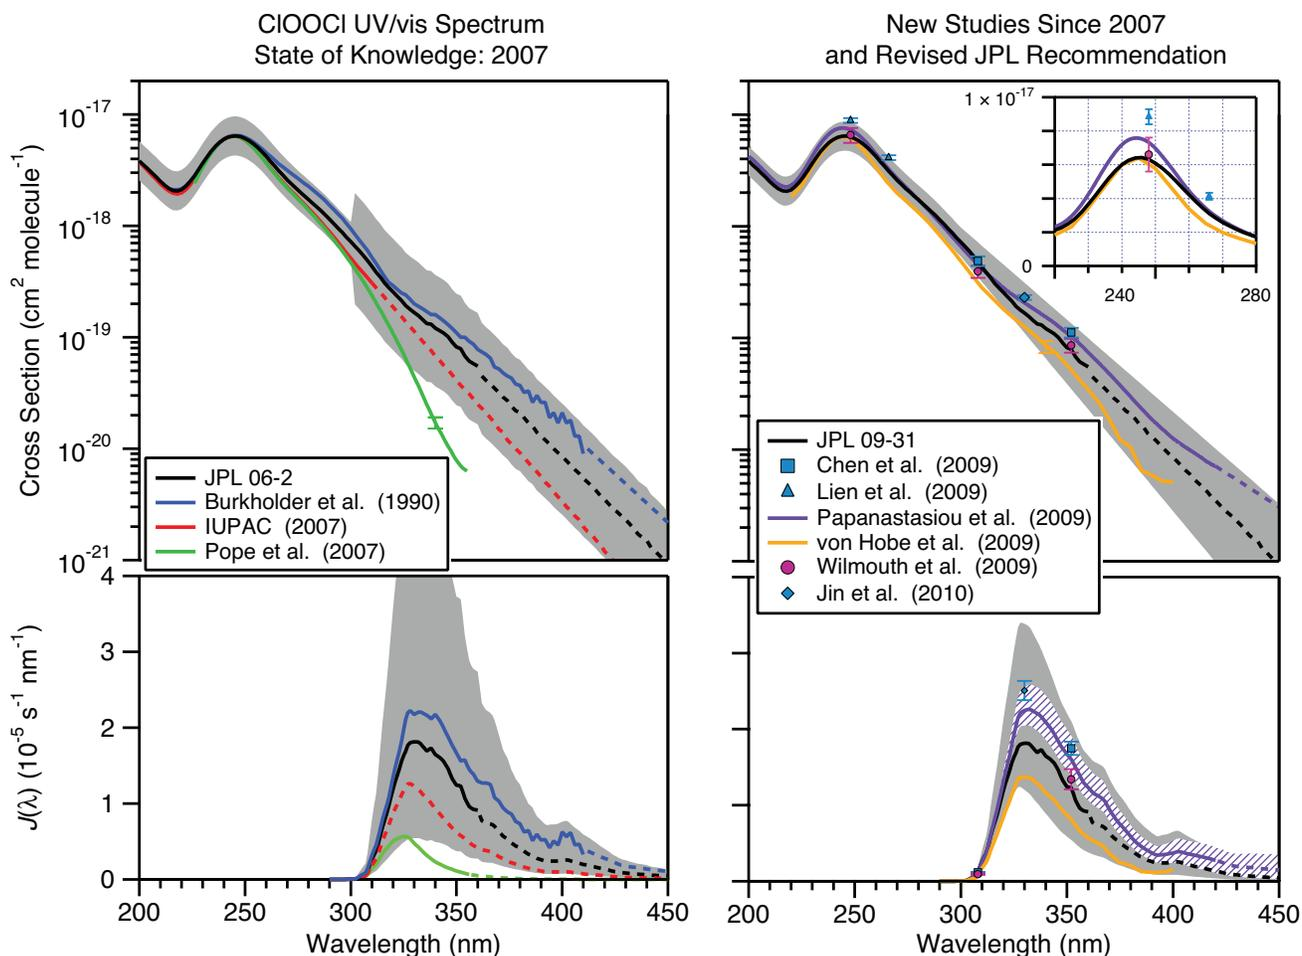 ClOOCl UV/vis Spectrum
State of Knowledge: 2007
New Studies Since 2007
and Revised JPL Recommendation
Cross Section (cm² molecule⁻¹)
10⁻¹⁷
10⁻¹⁸
10⁻¹⁹
10⁻²⁰
10⁻²¹
JPL 06-2
Burkholder et al. (1990)
IUPAC (2007)
Pope et al. (2007)
1 × 10⁻¹⁷
0
240
280
JPL 09-31
Chen et al. (2009)
Lien et al. (2009)
Papanastasiou et al. (2009)
von Hobe et al. (2009)
Wilmouth et al. (2009)
Jin et al. (2010)
J(λ) (10⁻⁵ s⁻¹ nm⁻¹)
4
3
2
1
0
200 250 300 350 400 450
Wavelength (nm)
200 250 300 350 400 450
Wavelength (nm)